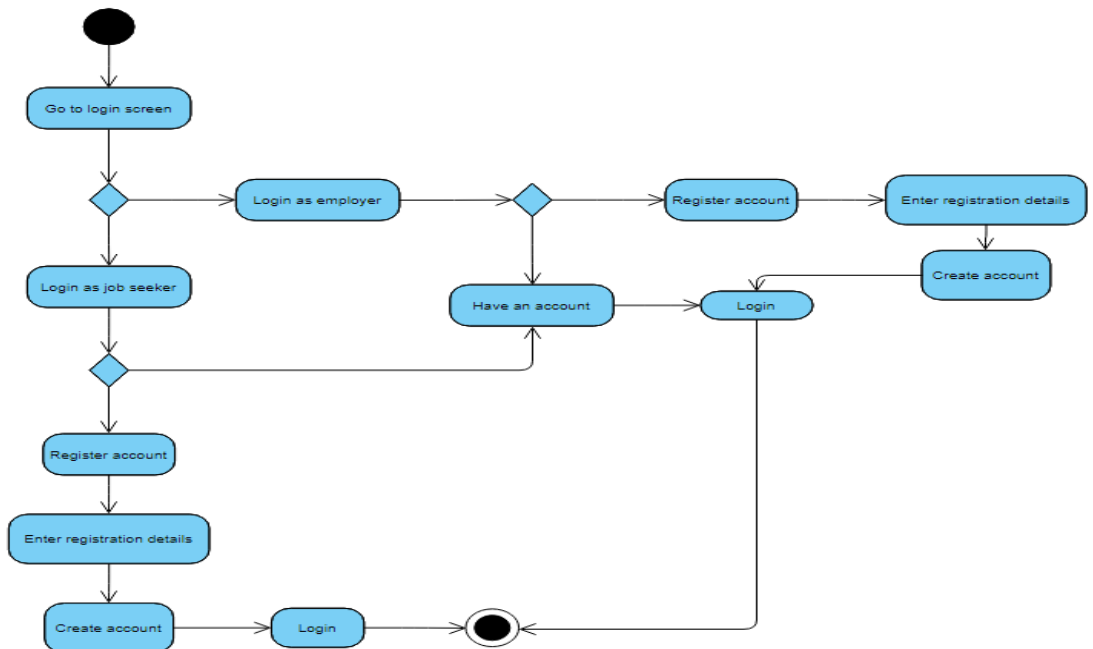 Go to login screen
Login as employer
Register account
Enter registration details
Create account
Login as job seeker
Have an account
Login
Register account
Enter registration details
Create account
Login